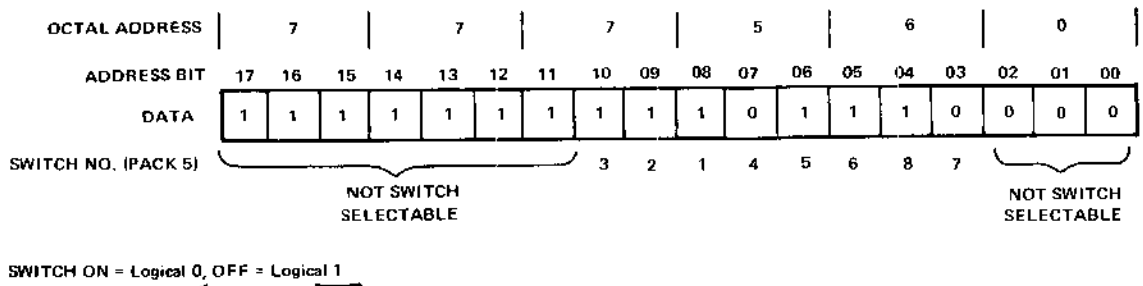 OCTAL ADDRESS 7 7 7 5 6 0
ADDRESS BIT 17 16 15 14 13 12 11 10 09 08 07 06 05 04 03 02 01 00
DATA 1 1 1 1 1 1 1 1 1 1 0 1 1 1 0 0 0 0
SWITCH NO. (PACK 5) 3 2 1 4 5 6 8 7
NOT SWITCH SELECTABLE
NOT SWITCH SELECTABLE
SWITCH ON = Logical 0, OFF = Logical 1